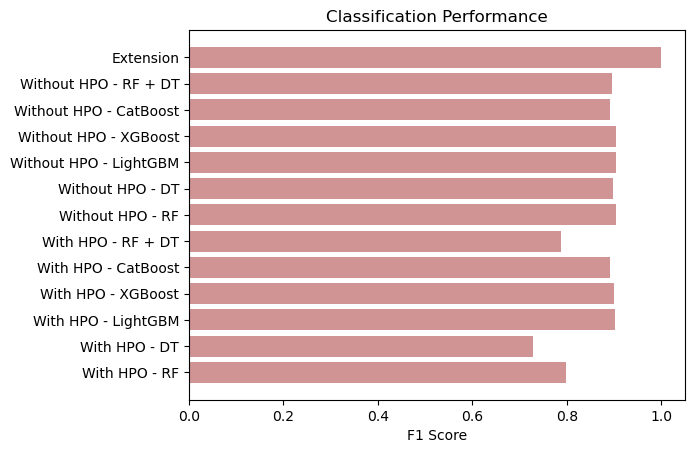 Classification Performance
Extension
Without HPO - RF + DT
Without HPO - CatBoost
Without HPO - XGBoost
Without HPO - LightGBM
Without HPO - DT
Without HPO - RF
With HPO - RF + DT
With HPO - CatBoost
With HPO - XGBoost
With HPO - LightGBM
With HPO - DT
With HPO - RF
0.0 0.2 0.4 0.6 0.8 1.0
F1 Score